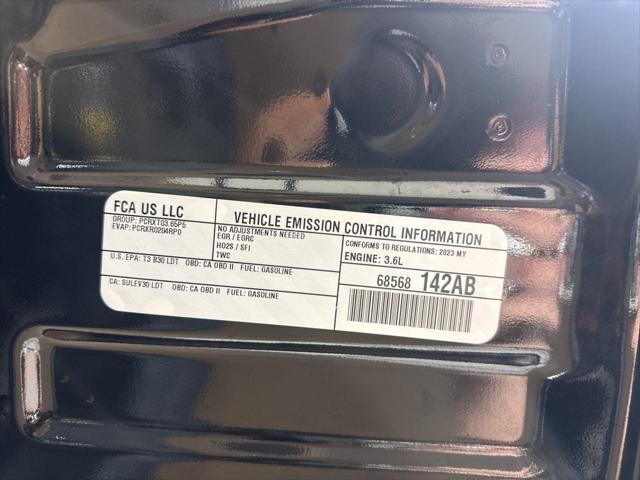 FCA US LLC
GROUP: PCRXT03.65P5
EVAP: PCRXR0204RP0
U.S. EPA: T3 B30 LDT OBD: CA OBD II FUEL: GASOLINE
CA: SULEV30 LDT OBD: CA OBD II FUEL: GASOLINE
VEHICLE EMISSION CONTROL INFORMATION
NO ADJUSTMENTS NEEDED
EGR / EGRC
HO2S / SFI
TWC
CONFORMS TO REGULATIONS: 2023 MY
ENGINE: 3.6L
68568 142AB